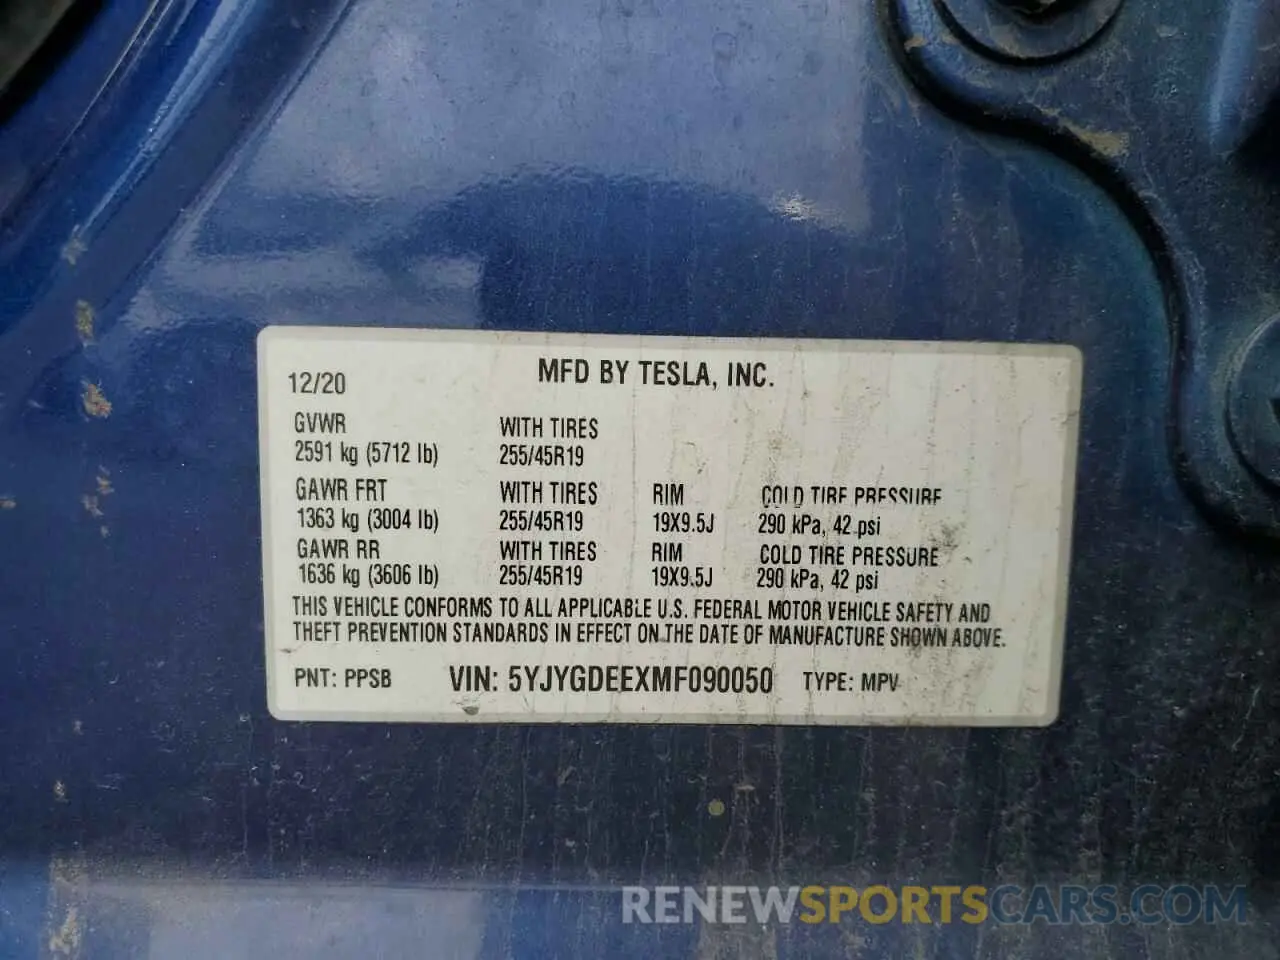 MFD BY TESLA, INC.
12/20
GVWR WITH TIRES
2591 kg (5712 lb) 255/45R19
GAWR FRT WITH TIRES RIM COLD TIRE PRESSURE
1363 kg (3004 lb) 255/45R19 19X9.5J 290 kPa, 42 psi
GAWR RR WITH TIRES RIM COLD TIRE PRESSURE
1636 kg (3606 lb) 255/45R19 19X9.5J 290 kPa, 42 psi
THIS VEHICLE CONFORMS TO ALL APPLICABLE U.S. FEDERAL MOTOR VEHICLE SAFETY AND
THEFT PREVENTION STANDARDS IN EFFECT ON THE DATE OF MANUFACTURE SHOWN ABOVE.
PNT: PPSB VIN: 5YJYGDEEXMF090050 TYPE: MPV
RENEWSPORTSCARS.COM